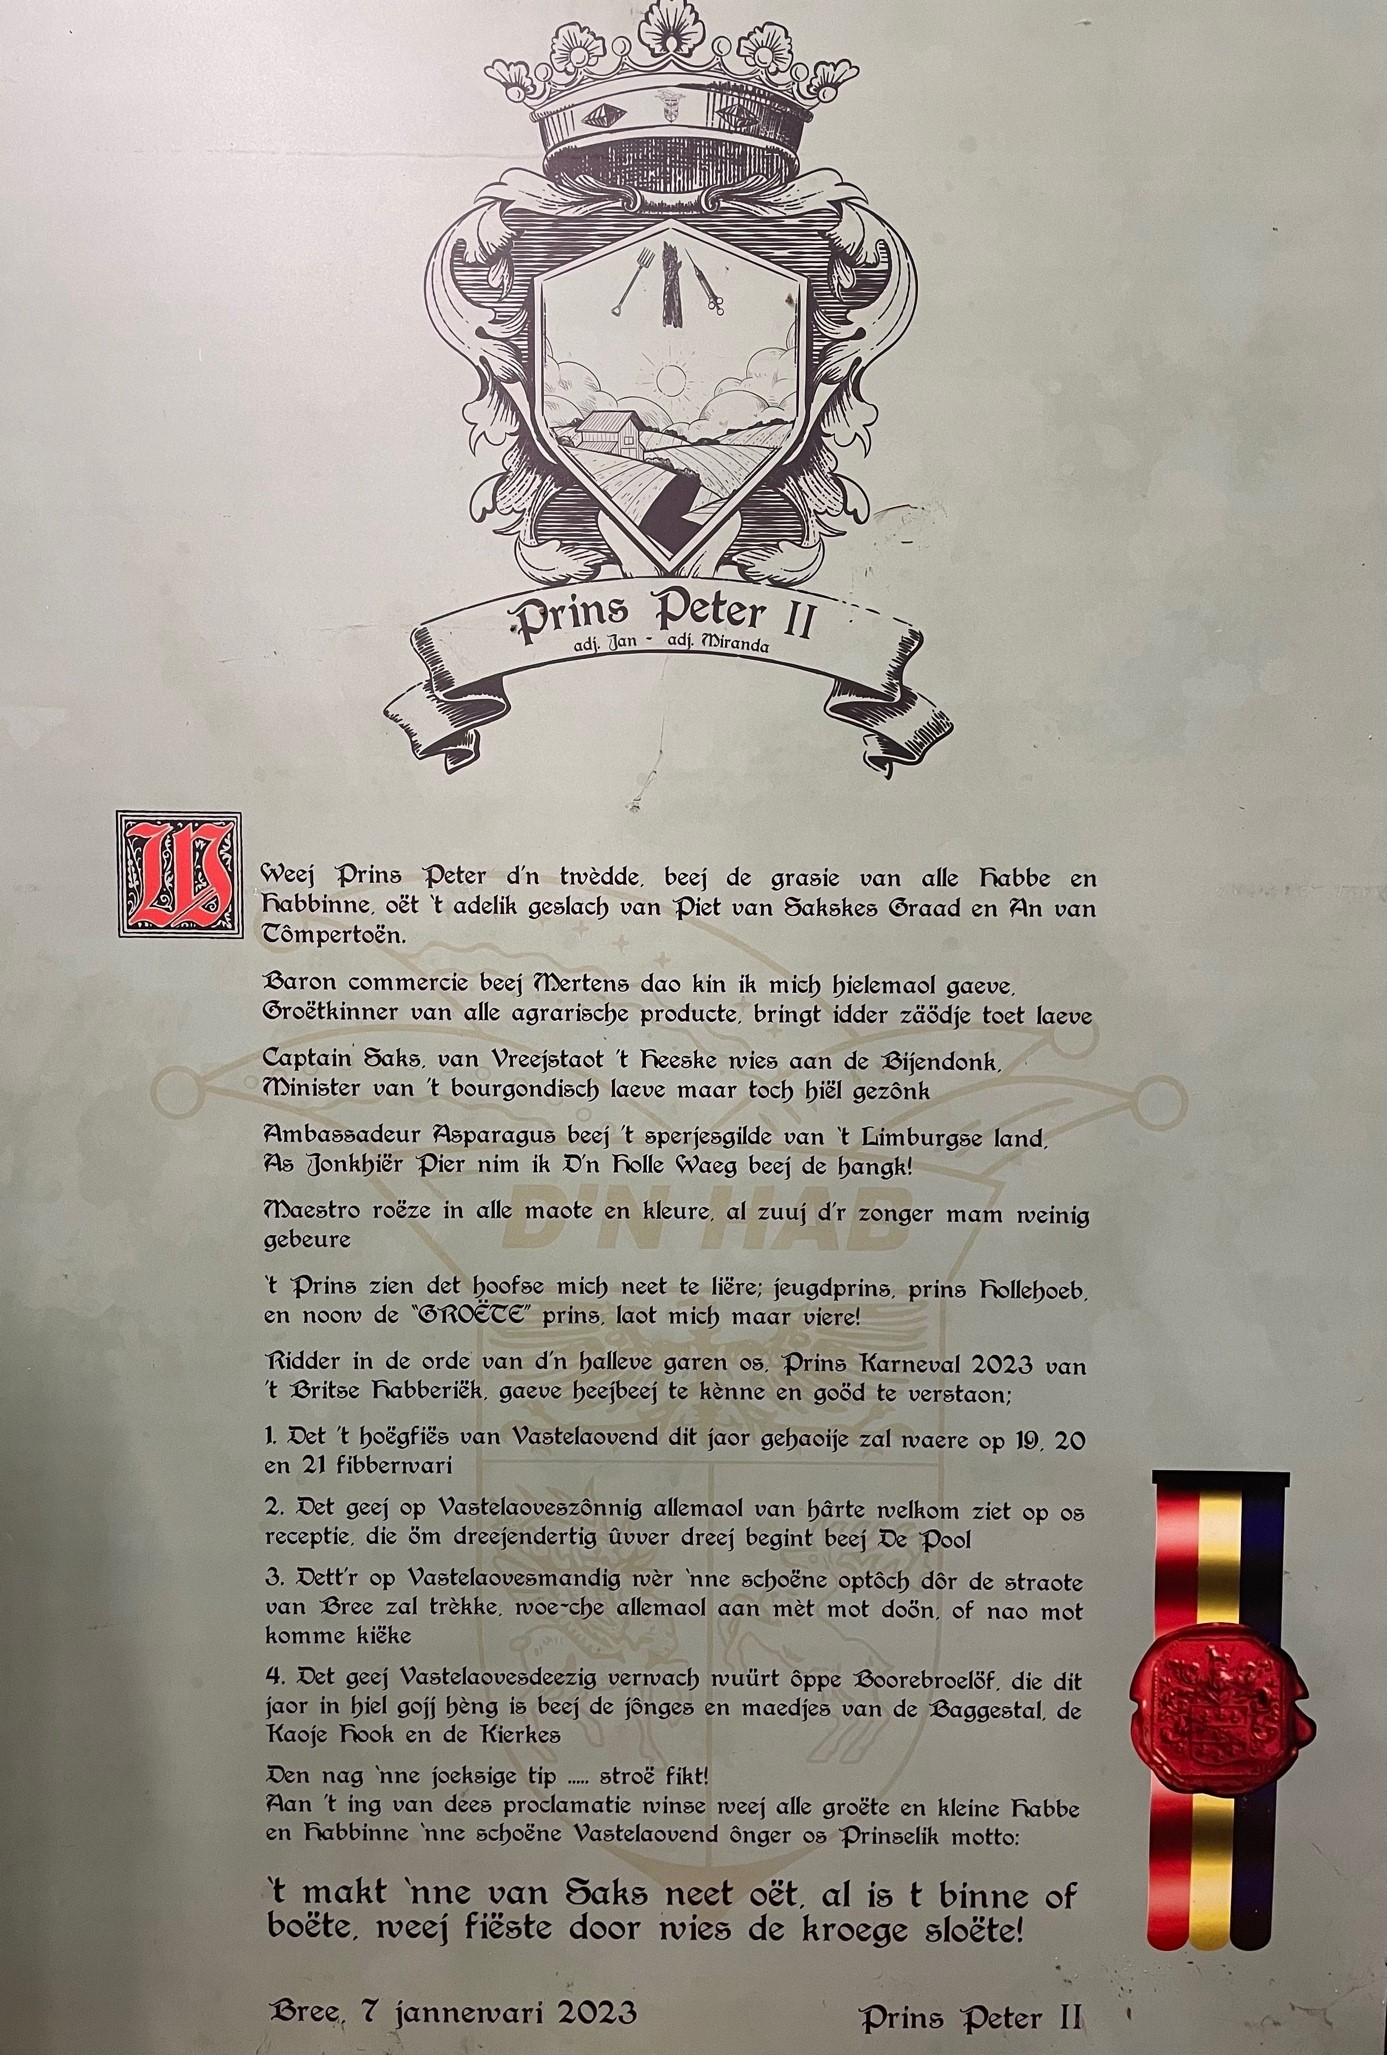 Prins Peter II
adj. Jan - adj. Miranda
W
Weej Prins Peter d'n twèdde, beej de grasie van alle Habbe en
Habbinne, oët 't adelik geslach van Piet van Sakskes Graad en An van
Tômpertoën.
Baron commercie beej Mertens dao kin ik mich hielemaol gaeve,
Groëtkinner van alle agrarische producte, bringt idder zäödje toet laeve
Captain Saks, van Vreejstaot 't Heeske wies aan de Bijendonk,
Minister van 't bourgondisch laeve maar toch hiël gezônk
Ambassadeur Asparagus beej 't sperjesgilde van 't Limburgse land,
As Jonkhiër Pier nim ik D'n Holle Waeg beej de hangk!
Maestro roëze in alle maote en kleure, al zuuj d'r zonger mam weinig
gebeure
't Prins zien det hoofse mich neet te liëre; jeugdprins, prins Hollehoeb,
en noow de "GROËTE" prins, laot mich maar viere!
D'N HAB
Ridder in de orde van d'n halleve garen os, Prins Karneval 2023 van
't Britse Habberiëk, gaeve heejbeej te kènne en goöd te verstaon;
1. Det 't hoëgfiës van Vastelaovend dit jaor gehaoije zal waere op 19, 20
en 21 fibberwari
2. Det geej op Vastelaoveszônnig allemaol van hârte welkom ziet op os
receptie, die öm dreejendertig ûvver dreej begint beej De Pool
3. Dett'r op Vastelaovesmandig wèr 'nne schoëne optôch dôr de straote
van Bree zal trèkke, woe-che allemaol aan mèt mot doön, of nao mot
komme kiëke
4. Det geej Vastelaovesdeezig verwach wuürt ôppe Boorebroelöf, die dit
jaor in hiel gojj hèng is beej de jônges en maedjes van de Baggestal, de
Kaoje Hook en de Kierkes
Den nag 'nne joeksige tip ..... stroë fikt!
Aan 't ing van dees proclamatie winse weej alle groëte en kleine Habbe
en Habbinne 'nne schoëne Vastelaovend ônger os Prinselik motto:
't makt 'nne van Saks neet oët, al is t binne of
boëte, weej fiëste door wies de kroege sloëte!
Bree, 7 jannewari 2023
Prins Peter II